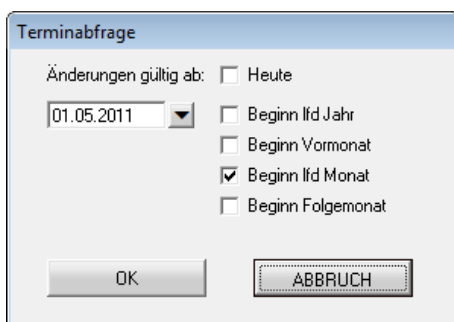 Terminabfrage
Änderungen gültig ab: Heute
01.05.2011 Beginn lfd Jahr
Beginn Vormonat
Beginn lfd Monat
Beginn Folgemonat
OK ABBRUCH